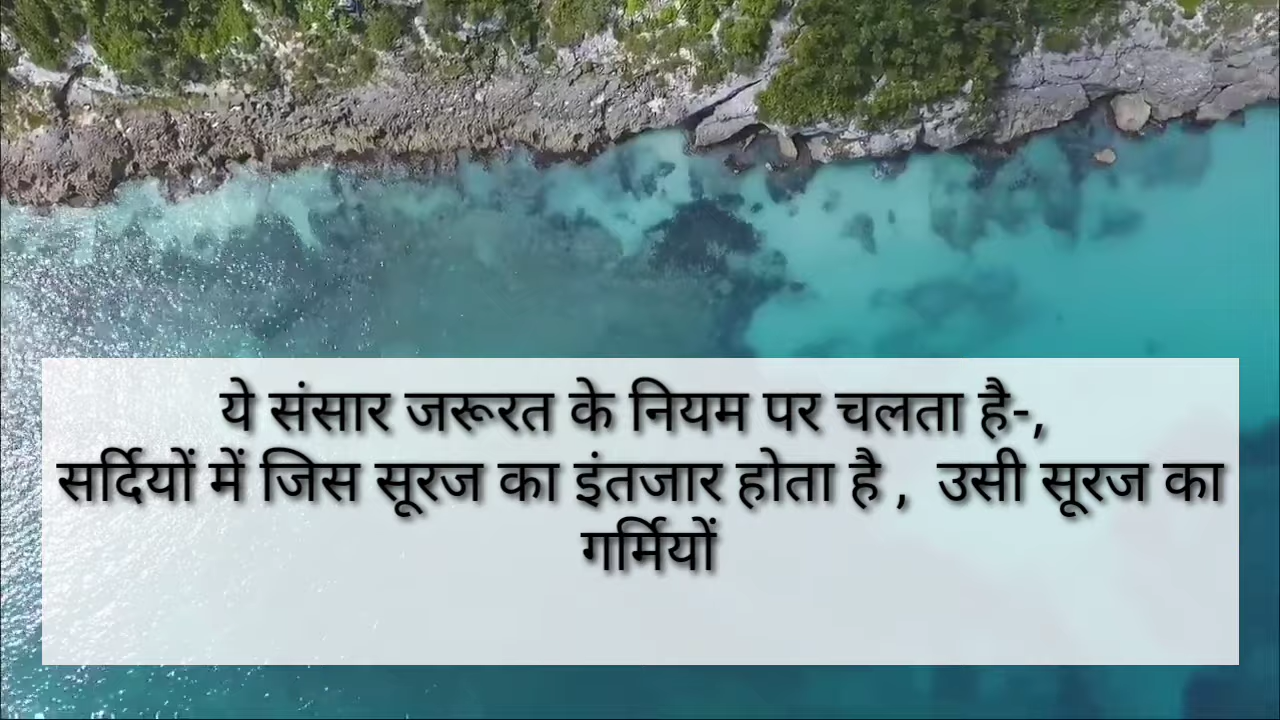 ये संसार जरूरत के नियम पर चलता है-,
सर्दियों में जिस सूरज का इंतजार होता है ,  उसी सूरज का
गर्मियों